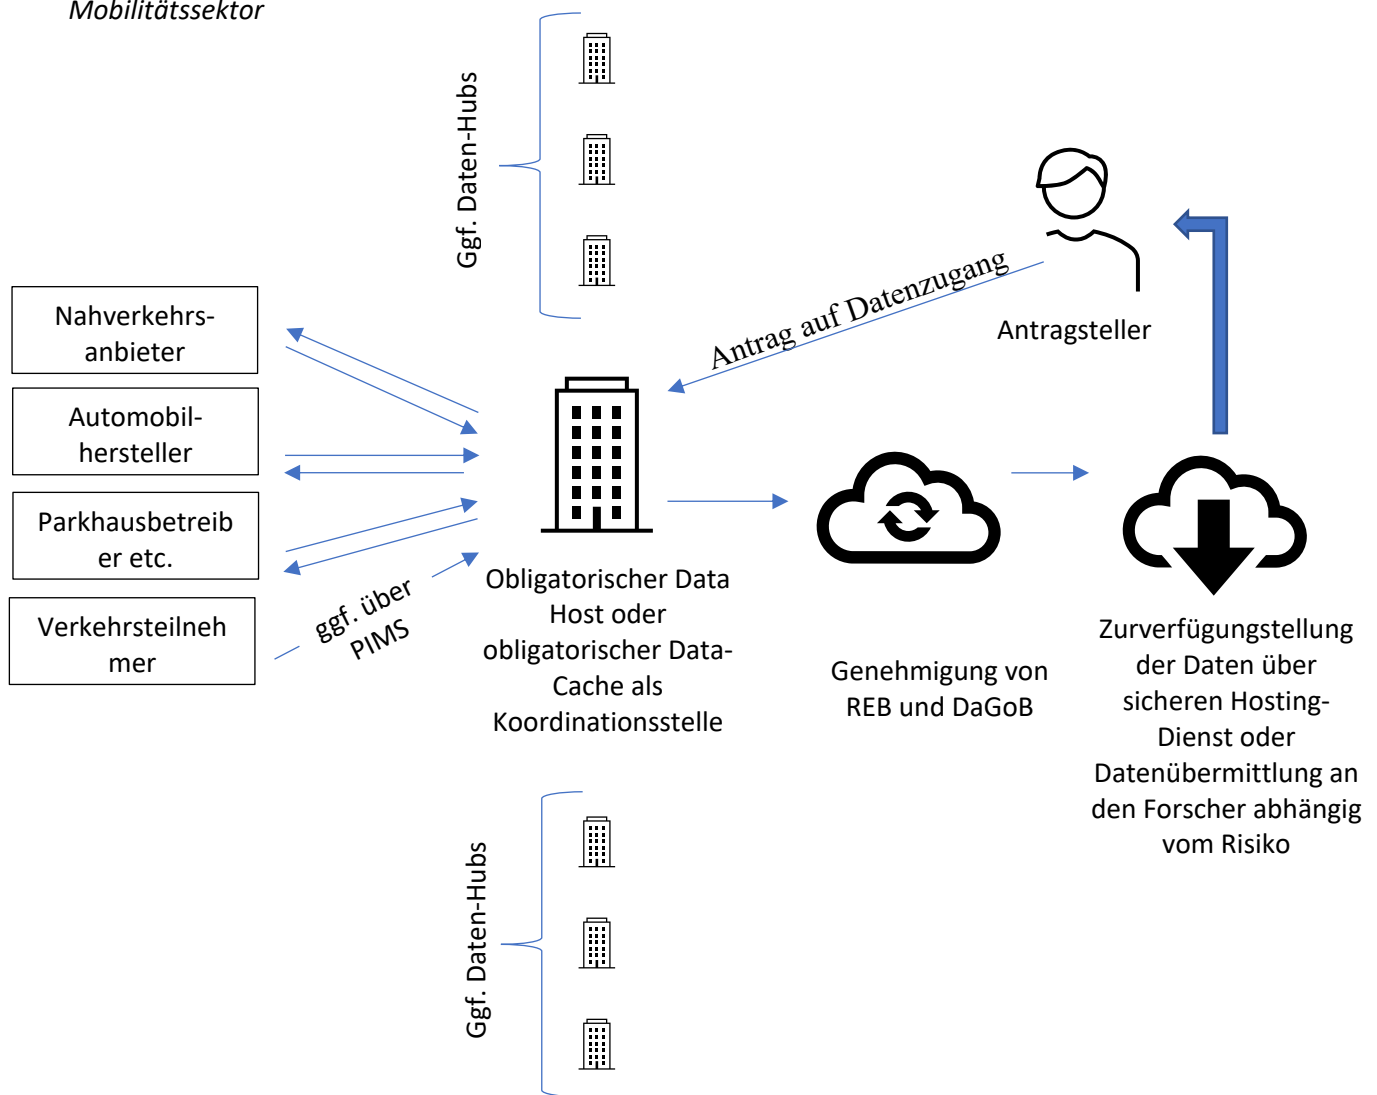 Mobilitätssektor
Ggf. Daten-Hubs
Nahverkehrs-
anbieter
Automobil-
hersteller
Parkhausbetreib
er etc.
Verkehrsteilneh
mer
ggf. über
PIMS
Obligatorischer Data
Host oder
obligatorischer Data-
Cache als
Koordinationsstelle
Antrag auf Datenzugang
Antragsteller
Genehmigung von
REB und DaGoB
Zurverfügungstellung
der Daten über
sicheren Hosting-
Dienst oder
Datenübermittlung an
den Forscher abhängig
vom Risiko
Ggf. Daten-Hubs